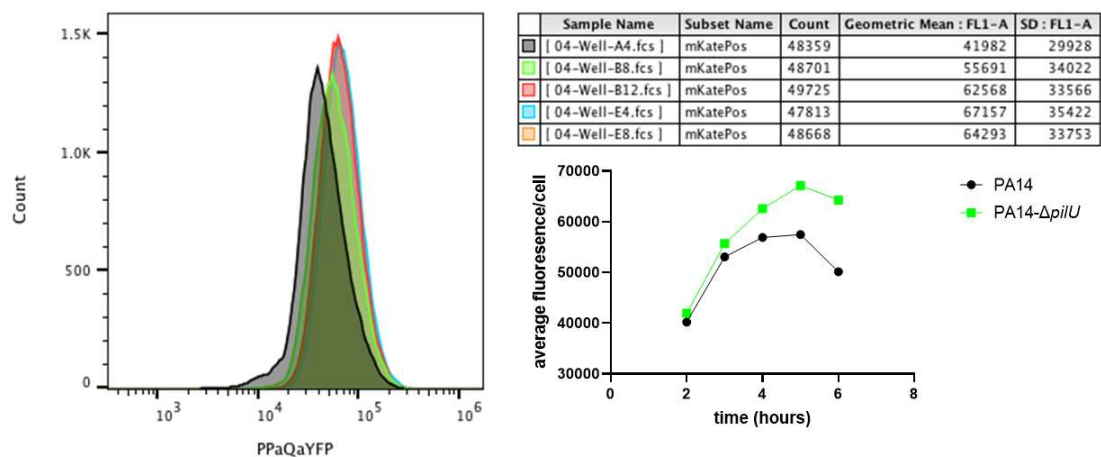 1.5K
1.0K
500
0
Count
10^3 10^4 10^5 10^6
PPaQaYFP
Sample Name Subset Name Count Geometric Mean : FL1-A SD : FL1-A
[ 04-Well-A4.fcs ] mKatePos 48359 41982 29928
[ 04-Well-B8.fcs ] mKatePos 48701 55691 34022
[ 04-Well-B12.fcs ] mKatePos 49725 62568 33566
[ 04-Well-E4.fcs ] mKatePos 47813 67157 35422
[ 04-Well-E8.fcs ] mKatePos 48668 64293 33753
70000
60000
50000
40000
30000
average fluoresence/cell
0 2 4 6 8
time (hours)
PA14
PA14-ΔpilU